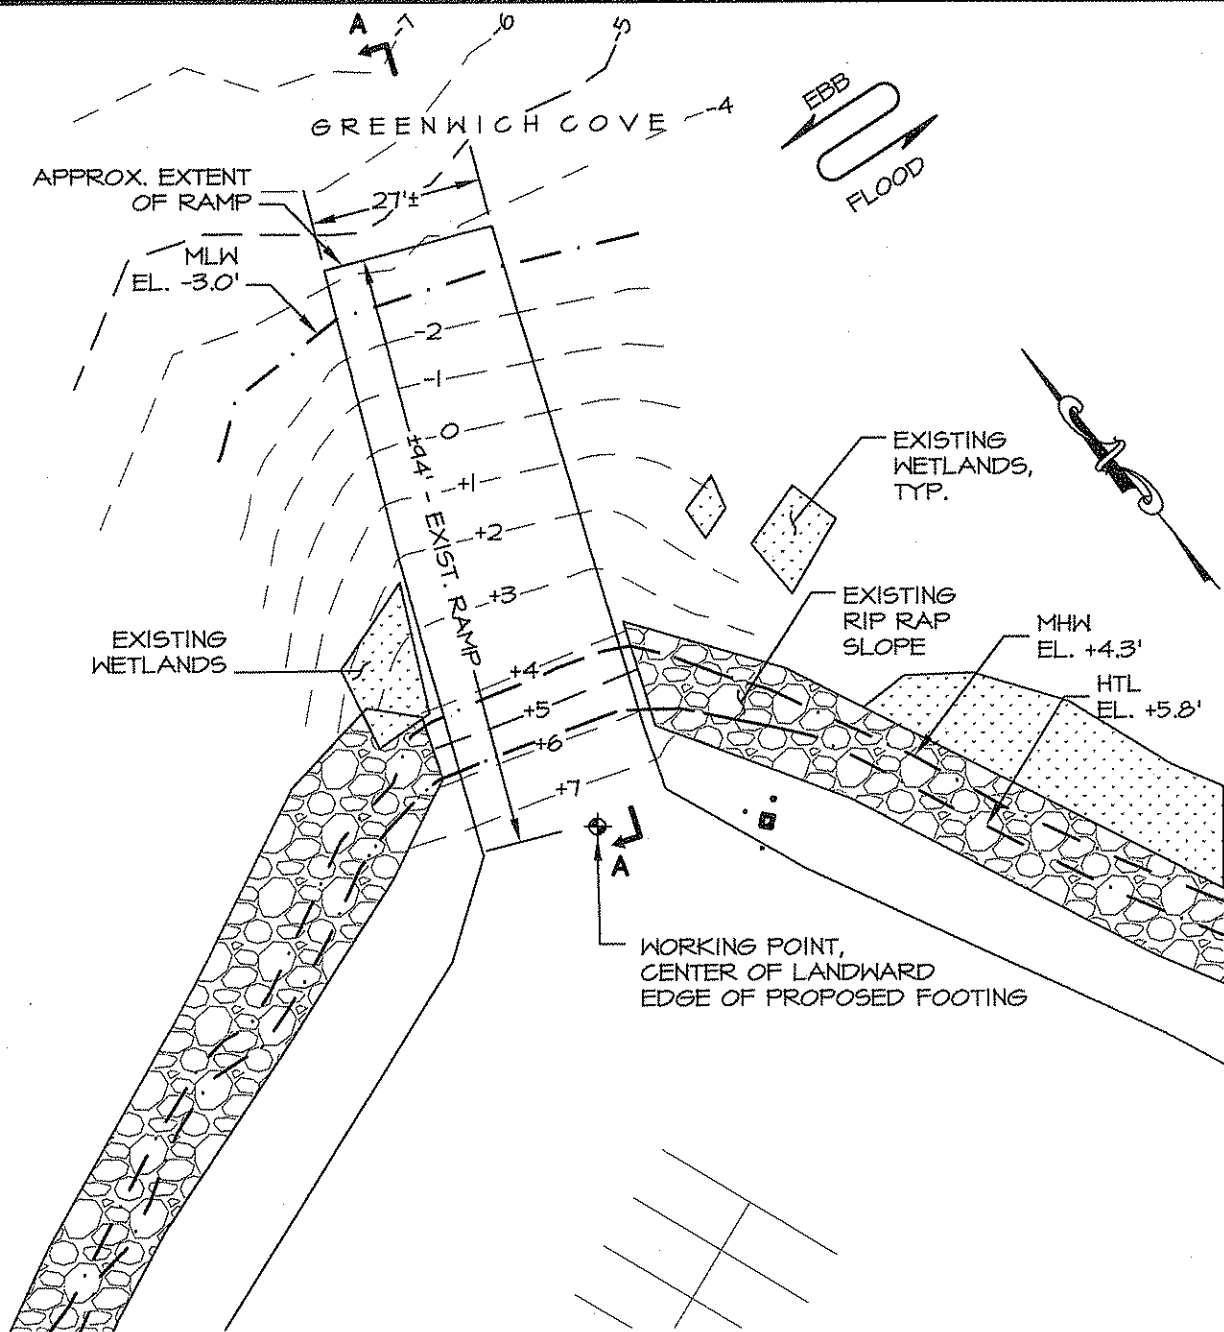 A
-7
-6
-5
-4
GREENWICH COVE
EBB
FLOOD
APPROX. EXTENT
OF RAMP
27'±
MLW
EL. -3.0'
-2
-1
0
+1
+2
+3
+4
+5
+6
+7
±94' - EXIST. RAMP
EXISTING
WETLANDS,
TYP.
EXISTING
RIP RAP
SLOPE
MHW
EL. +4.3'
HTL
EL. +5.8'
EXISTING
WETLANDS
A
WORKING POINT,
CENTER OF LANDWARD
EDGE OF PROPOSED FOOTING